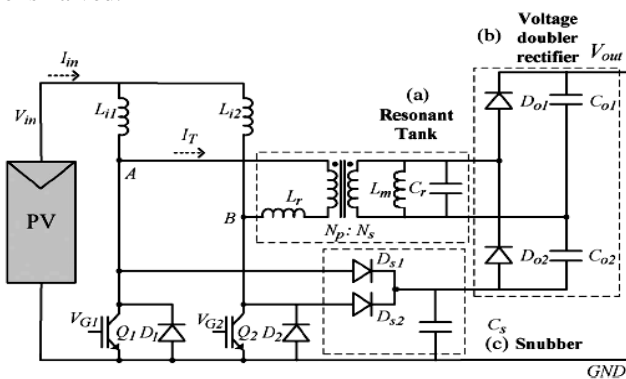 Voltage
doubler
rectifier
(b)
V_out
I_in
V_in
L_i1
L_i2
(a)
Resonant
Tank
D_o1
C_o1
I_T
A
B
L_r
L_m
C_r
N_p : N_s
PV
D_s1
D_s2
D_o2
C_o2
V_G1
Q_1
D_1
V_G2
Q_2
D_2
C_s
(c) Snubber
GND